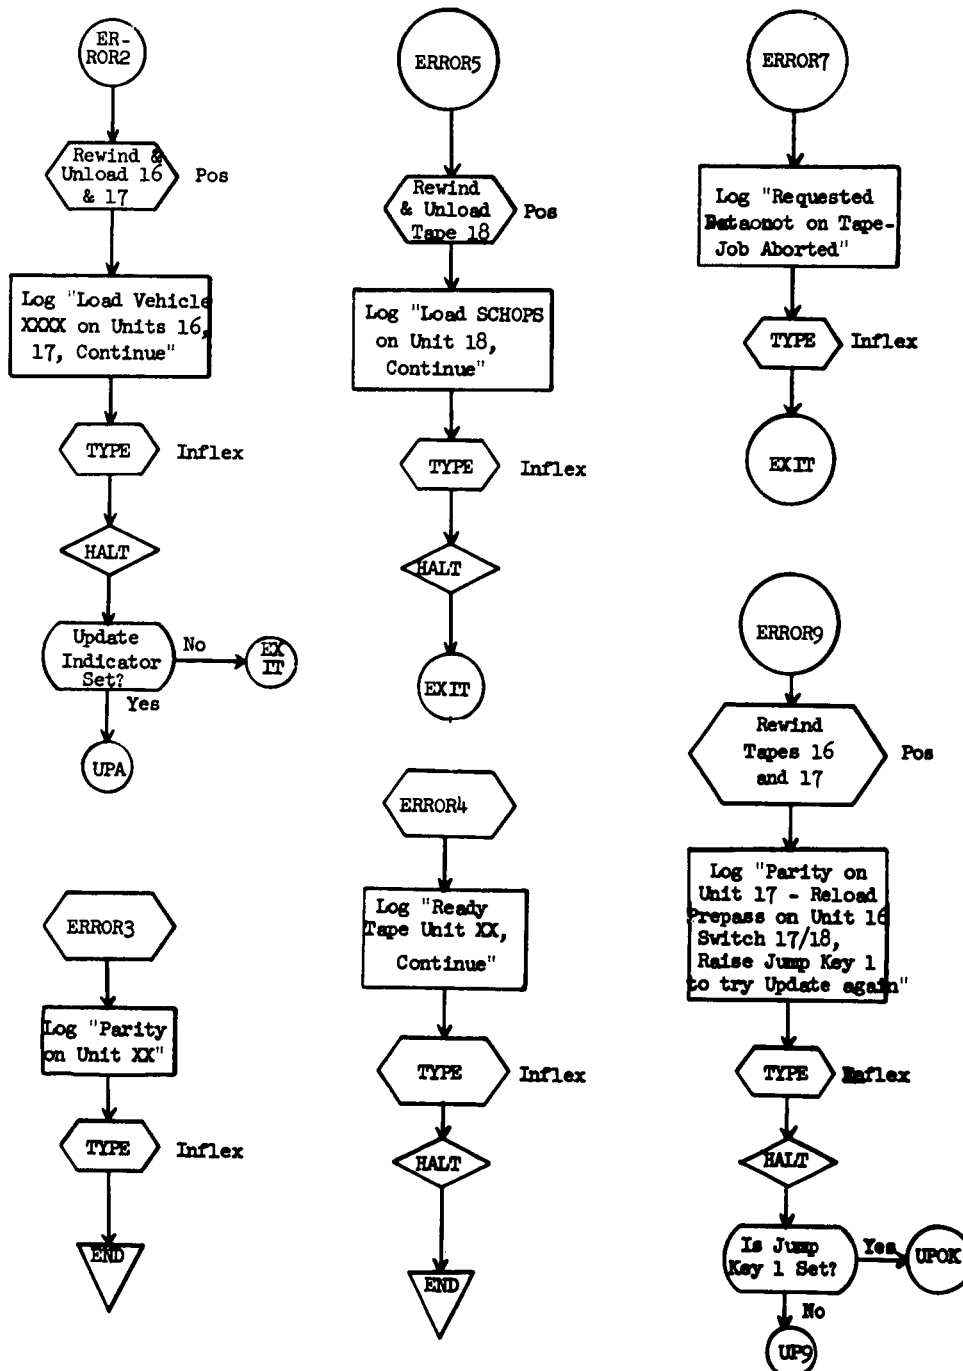 ER-
ROR2
Rewind &
Unload 16
& 17
Pos
Log "Load Vehicle
XXXX on Units 16,
17, Continue"
TYPE
Inflex
HALT
Update
Indicator
Set?
No
EX
IT
Yes
UPA
ERROR3
Log "Parity
on Unit XX"
TYPE
Inflex
END
ERROR5
Rewind
& Unload
Tape 18
Pos
Log "Load SCHOPS
on Unit 18,
Continue"
TYPE
Inflex
HALT
EXIT
ERROR4
Log "Ready
Tape Unit XX,
Continue"
TYPE
Inflex
HALT
END
ERROR7
Log "Requested
not on Tape-
Job Aborted"
TYPE
Inflex
EXIT
ERROR9
Rewind
Tapes 16
and 17
Pos
Log "Parity on
Unit 17 - Reload
Prepass on Unit 16
Switch 17/18,
Raise Jump Key 1
to try Update again"
TYPE
HALT
Is Jump
Key 1 Set?
Yes
UPOK
No
UP9